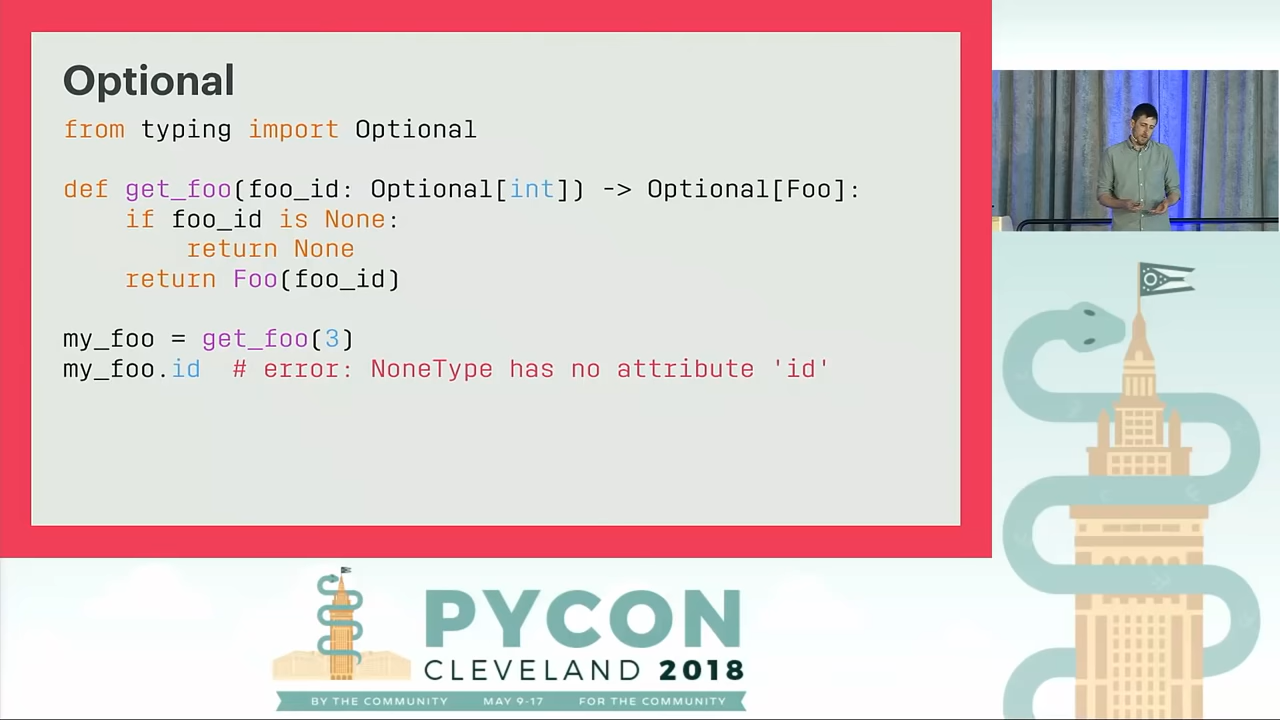 Optional
from typing import Optional
def get_foo(foo_id: Optional[int]) -> Optional[Foo]:
    if foo_id is None:
        return None
    return Foo(foo_id)
my_foo = get_foo(3)
my_foo.id  # error: NoneType has no attribute 'id'
PYCON
CLEVELAND 2018
BY THE COMMUNITY MAY 9-17 FOR THE COMMUNITY